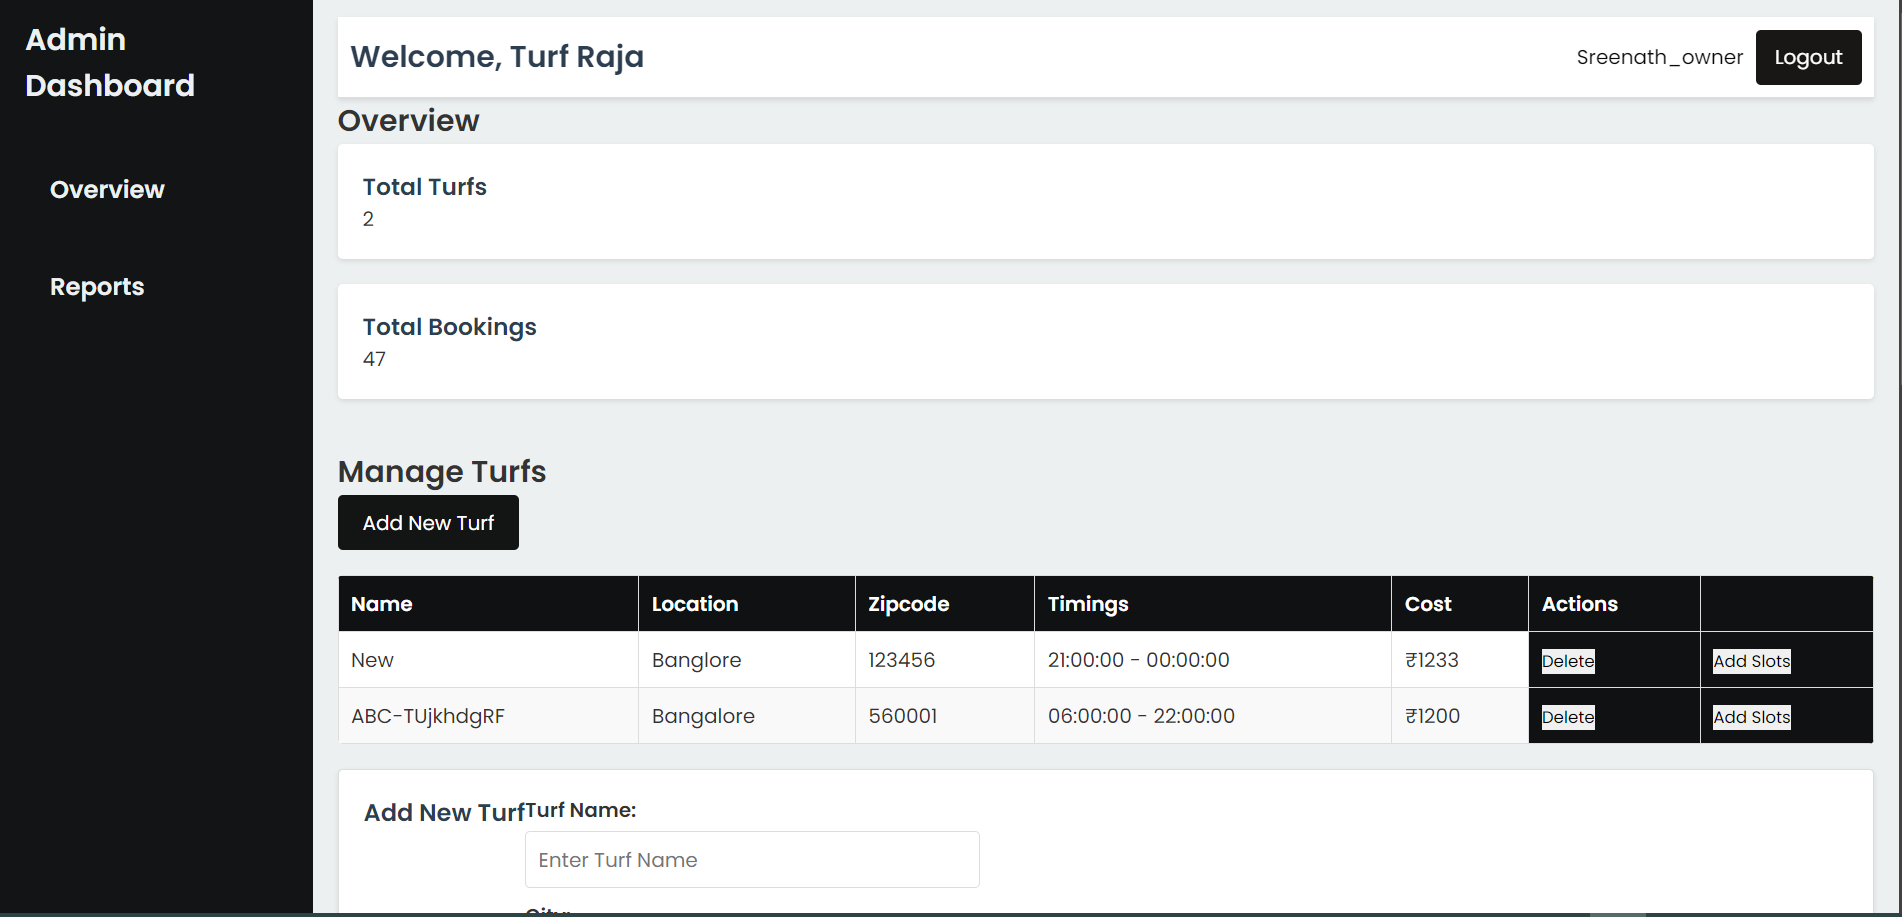 Admin
Dashboard
Overview
Reports
Welcome, Turf Raja
Sreenath_owner
Logout
Overview
Total Turfs
2
Total Bookings
47
Manage Turfs
Add New Turf
Name Location Zipcode Timings Cost Actions
New Banglore 123456 21:00:00 - 00:00:00 ₹1233 Delete Add Slots
ABC-TUjkhdgRF Bangalore 560001 06:00:00 - 22:00:00 ₹1200 Delete Add Slots
Add New Turf
Turf Name:
Enter Turf Name
City: